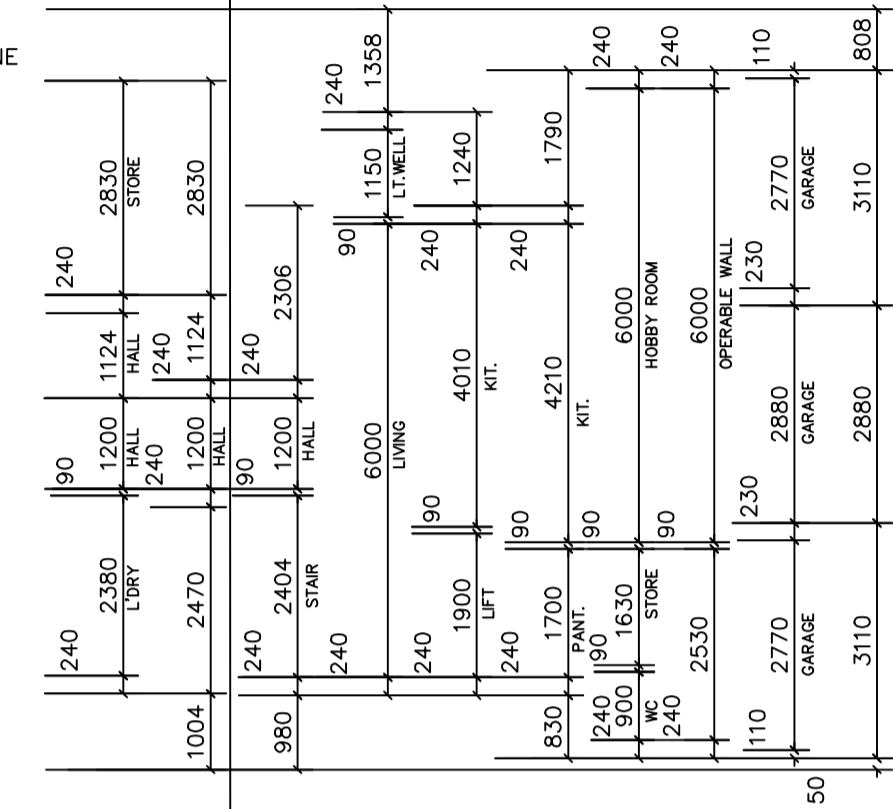 NE
240 2380 L'DRY 90 1200 HALL 1124 HALL 240 2830 STORE
1004 2470 240 1200 HALL 240 1124 2830
980 240 2404 STAIR 90 1200 HALL 240 2306
240 6000 LIVING 90 1150 LT.WELL 240 1358
240 1900 LIFT 90 4010 KIT. 240 1240
830 240 1700 PANT. 90 4210 KIT. 240 1790
240 900 WC 90 1630 STORE 90 6000 HOBBY ROOM 240
240 2530 90 6000 OPERABLE WALL 240
110 2770 GARAGE 230 2880 GARAGE 230 2770 GARAGE 110
50 3110 2880 3110 808